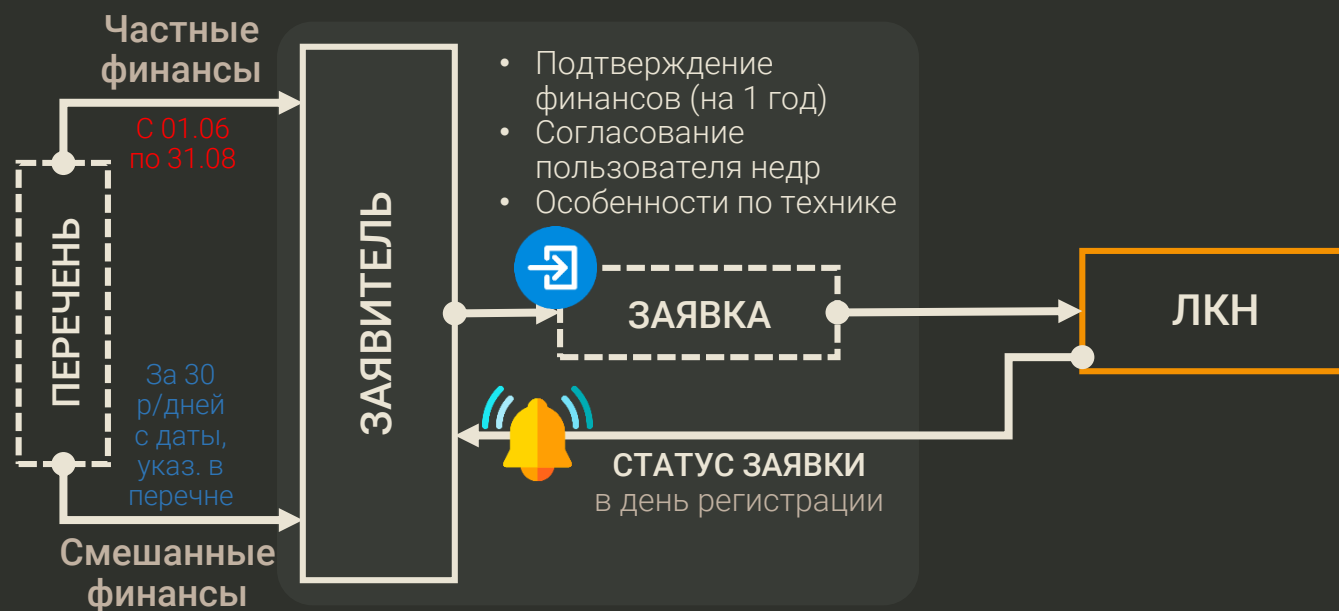 Частные
финансы
С 01.06
по 31.08
ПЕРЕЧЕНЬ
За 30
р/дней
с даты,
указ. в
перечне
Смешанные
финансы
ЗАЯВИТЕЛЬ
• Подтверждение
финансов (на 1 год)
• Согласование
пользователя недр
• Особенности по технике
ЗАЯВКА
ЛКН
СТАТУС ЗАЯВКИ
в день регистрации